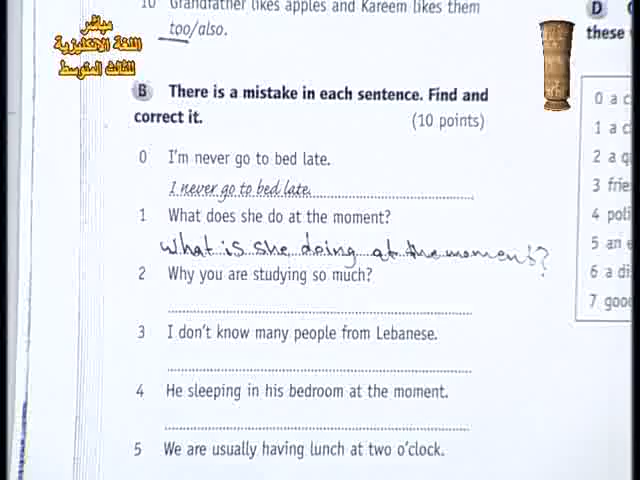 10 Grandfather likes apples and Kareem likes them
too/also.
مباشر
اللغة الانكليزية
للثالث المتوسط
B There is a mistake in each sentence. Find and
correct it. (10 points)
0 I'm never go to bed late.
I never go to bed late.
1 What does she do at the moment?
What is she doing at the moment?
2 Why you are studying so much?
3 I don't know many people from Lebanese.
4 He sleeping in his bedroom at the moment.
5 We are usually having lunch at two o'clock.
D
these
0 a c
1 a c
2 a q
3 frie
4 poli
5 an e
6 a di
7 good